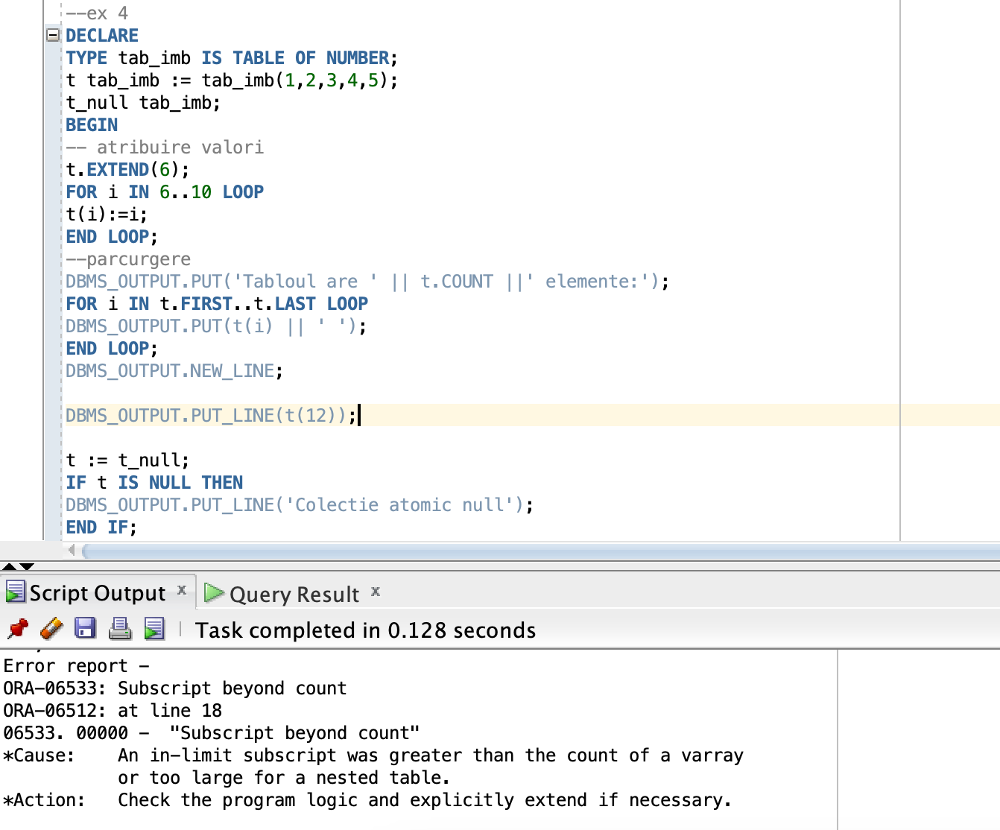 --ex 4
DECLARE
TYPE tab_imb IS TABLE OF NUMBER;
t tab_imb := tab_imb(1,2,3,4,5);
t_null tab_imb;
BEGIN
-- atribuire valori
t.EXTEND(6);
FOR i IN 6..10 LOOP
t(i):=i;
END LOOP;
--parcurgere
DBMS_OUTPUT.PUT('Tabloul are ' || t.COUNT ||' elemente:');
FOR i IN t.FIRST..t.LAST LOOP
DBMS_OUTPUT.PUT(t(i) || ' ');
END LOOP;
DBMS_OUTPUT.NEW_LINE;
DBMS_OUTPUT.PUT_LINE(t(12));
t := t_null;
IF t IS NULL THEN
DBMS_OUTPUT.PUT_LINE('Colectie atomic null');
END IF;
Script Output x Query Result x
Task completed in 0.128 seconds
Error report -
ORA-06533: Subscript beyond count
ORA-06512: at line 18
06533. 00000 -  "Subscript beyond count"
*Cause:    An in-limit subscript was greater than the count of a varray
           or too large for a nested table.
*Action:   Check the program logic and explicitly extend if necessary.